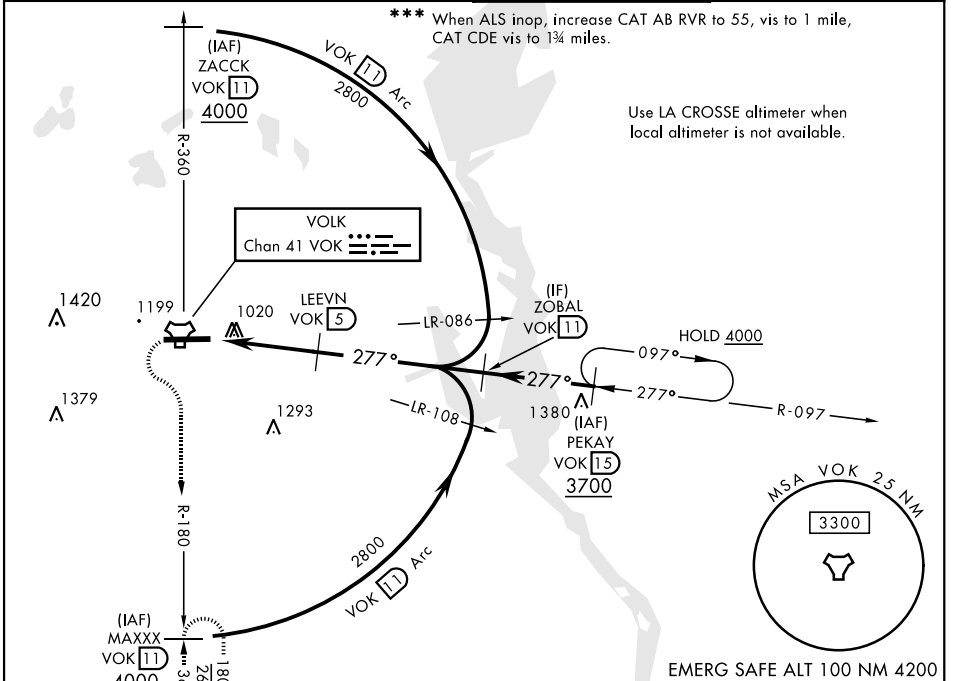 *** When ALS inop, increase CAT AB RVR to 55, vis to 1 mile,
CAT CDE vis to 1¾ miles.
(IAF)
ZACCK
VOK 11
4000
VOK 11 Arc
2800
Use LA CROSSE altimeter when
local altimeter is not available.
R-360
VOLK
Chan 41 VOK
1420
1199
1020
LEEVN
VOK 5
LR-086
(IF)
ZOBAL
VOK 11
HOLD 4000
097°
277°
277°
277°
R-097
1379
1293
LR-108
1380
(IAF)
PEKAY
VOK 15
3700
R-180
2800
VOK 11 Arc
MSA VOK 25 NM
3300
(IAF)
MAXXX
VOK 11
4000
180
EMERG SAFE ALT 100 NM 4200